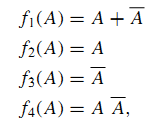 f₁(A) = A + A̅
f₂(A) = A
f₃(A) = A̅
f₄(A) = A A̅,